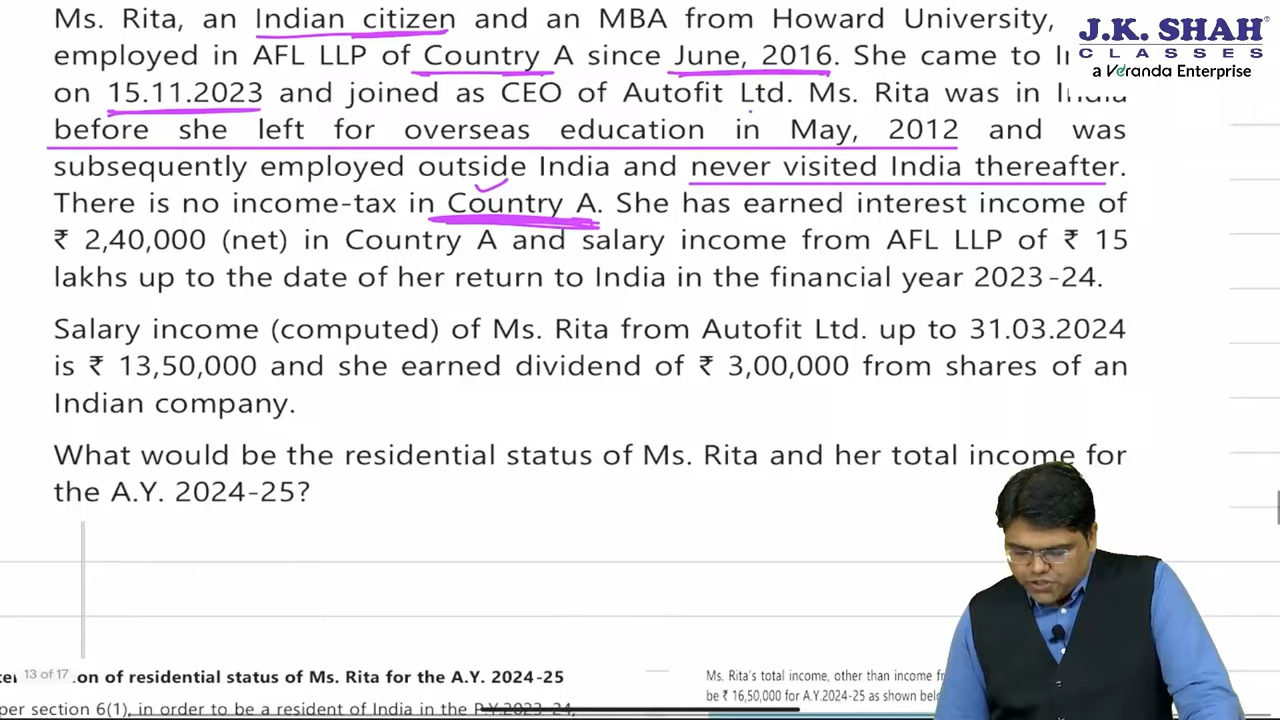 Ms. Rita, an Indian citizen and an MBA from Howard University,
J.K. SHAH
CLASSES
a Veranda Enterprise
employed in AFL LLP of Country A since June, 2016. She came to
on 15.11.2023 and joined as CEO of Autofit Ltd. Ms. Rita was in India
before she left for overseas education in May, 2012 and was
subsequently employed outside India and never visited India thereafter.
There is no income-tax in Country A. She has earned interest income of
₹ 2,40,000 (net) in Country A and salary income from AFL LLP of ₹ 15
lakhs up to the date of her return to India in the financial year 2023-24.
Salary income (computed) of Ms. Rita from Autofit Ltd. up to 31.03.2024
is ₹ 13,50,000 and she earned dividend of ₹ 3,00,000 from shares of an
Indian company.
What would be the residential status of Ms. Rita and her total income for
the A.Y. 2024-25?
13 of 17
of residential status of Ms. Rita for the A.Y. 2024-25
per section 6(1), in order to be a resident of India in the P.Y.2023-24,
Ms. Rita's total income, other than income
be ₹ 16,50,000 for A.Y.2024-25 as shown